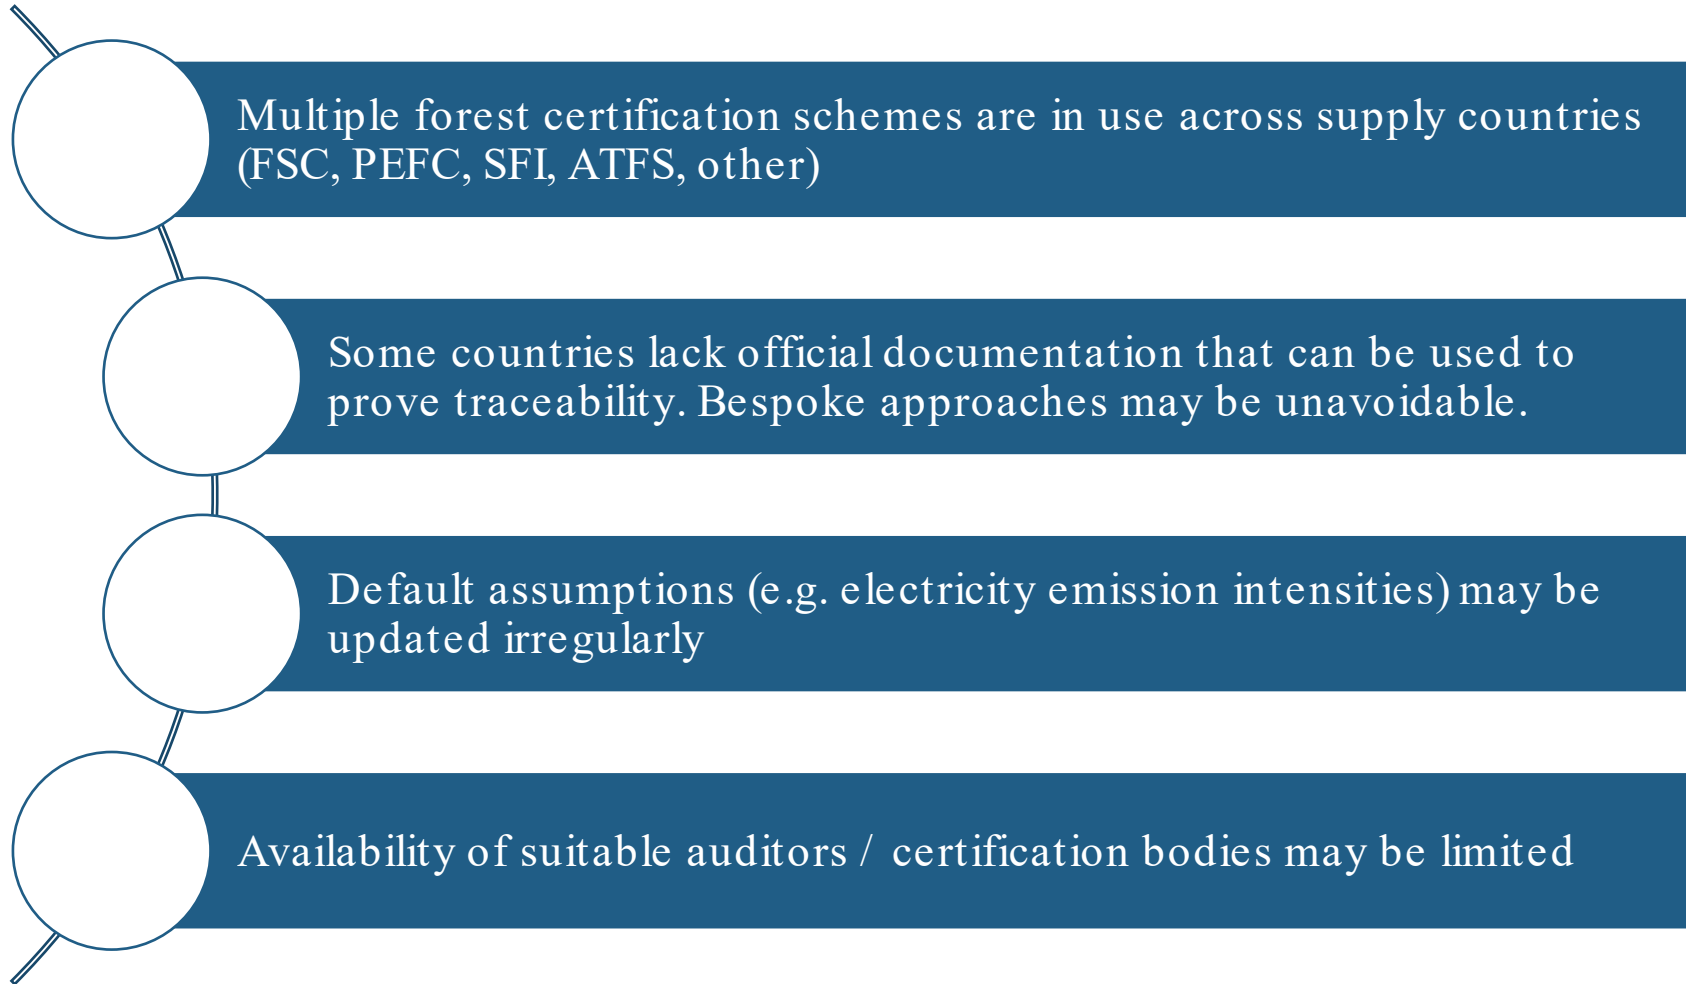 Multiple forest certification schemes are in use across supply countries
(FSC, PEFC, SFI, ATFS, other)
Some countries lack official documentation that can be used to
prove traceability. Bespoke approaches may be unavoidable.
Default assumptions (e.g. electricity emission intensities) may be
updated irregularly
Availability of suitable auditors / certification bodies may be limited